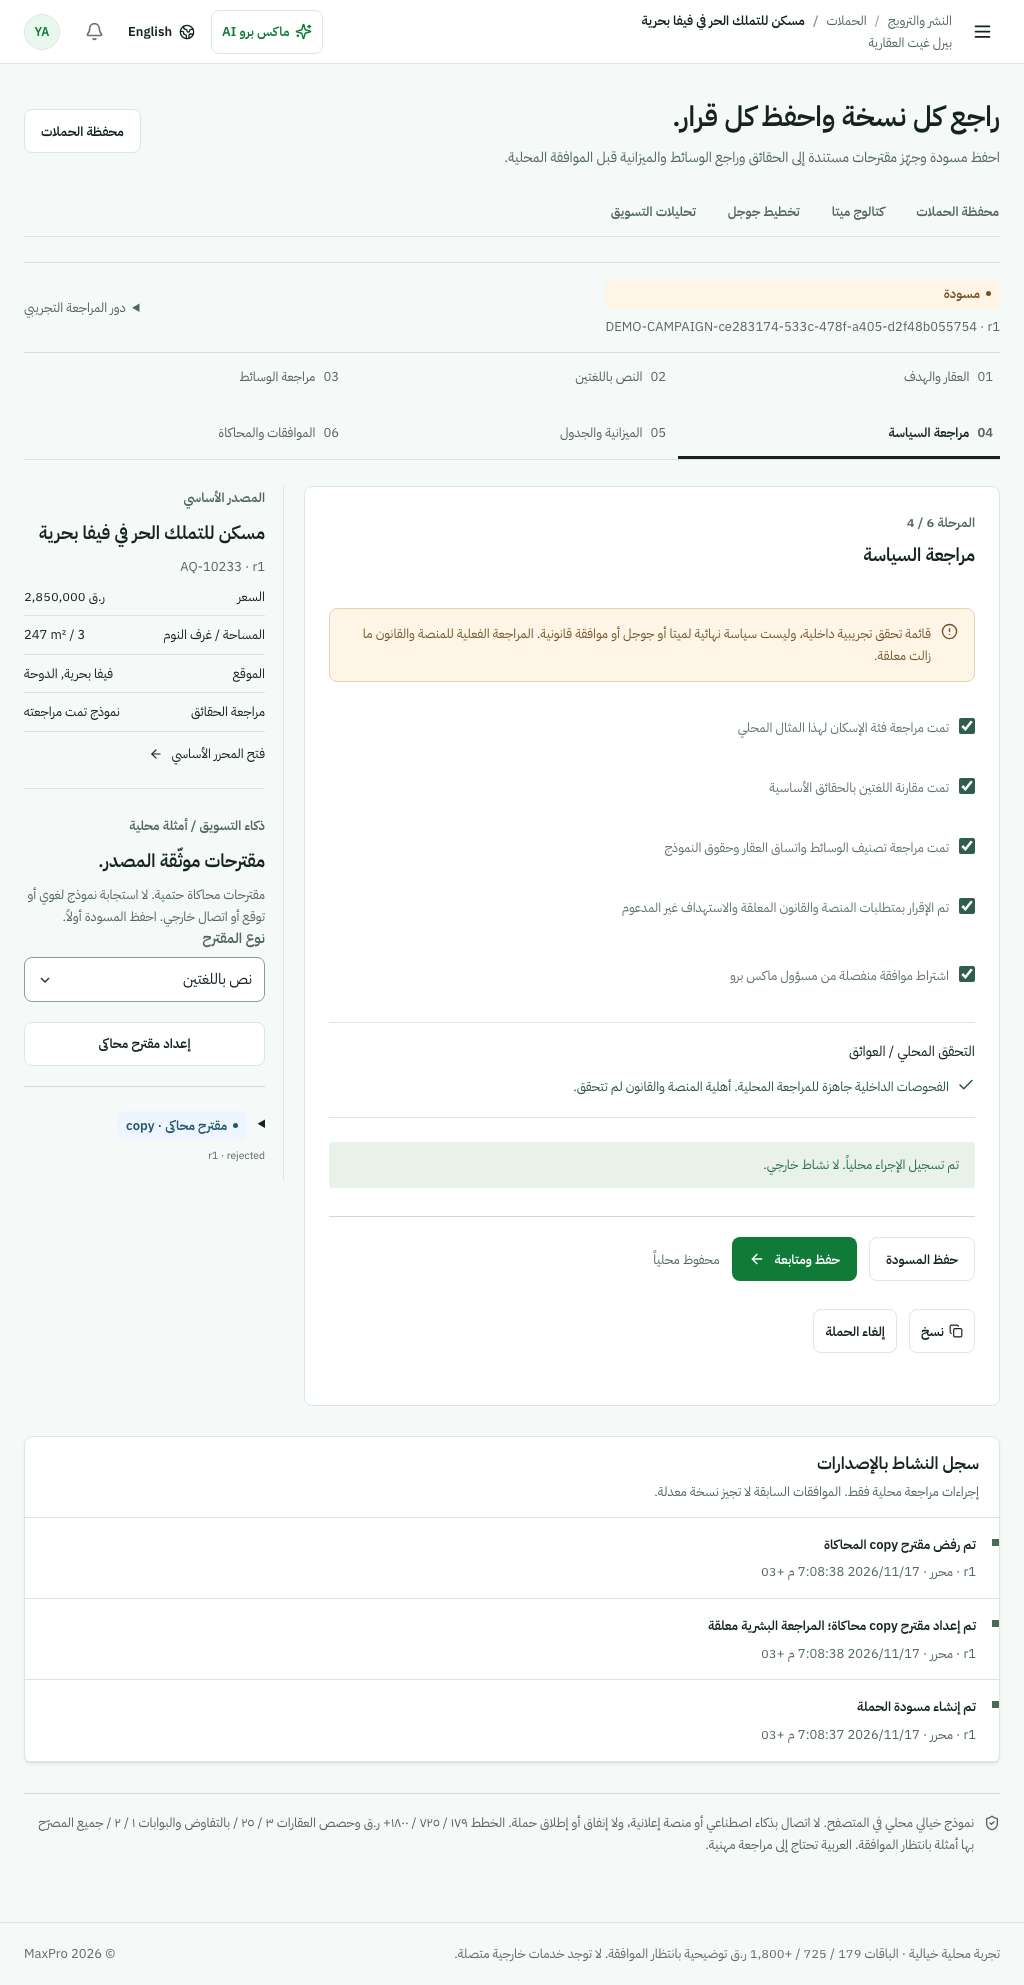 النشر والترويج / الحملات / مسكن للتملك الحر في فيفا بحرية
بيرل غيت العقارية
ماكس برو AI
English
YA
راجع كل نسخة واحفظ كل قرار.
احفظ مسودة وجهّز مقترحات مستندة إلى الحقائق وراجع الوسائط والميزانية قبل الموافقة المحلية.
محفظة الحملات
محفظة الحملات
كتالوج ميتا
تخطيط جوجل
تحليلات التسويق
مسودة
DEMO-CAMPAIGN-ce283174-533c-478f-a405-d2f48b055754 · r1
دور المراجعة التجريبي
01 العقار والهدف
02 النص باللغتين
03 مراجعة الوسائط
04 مراجعة السياسة
05 الميزانية والجدول
06 الموافقات والمحاكاة
المرحلة 6 / 4
مراجعة السياسة
قائمة تحقق تجريبية داخلية، وليست سياسة نهائية لميتا أو جوجل أو موافقة قانونية. المراجعة الفعلية للمنصة والقانون ما
زالت معلقة.
تمت مراجعة فئة الإسكان لهذا المثال المحلي
تمت مقارنة اللغتين بالحقائق الأساسية
تمت مراجعة تصنيف الوسائط واتساق العقار وحقوق النموذج
تم الإقرار بمتطلبات المنصة والقانون المعلقة والاستهداف غير المدعوم
اشتراط موافقة منفصلة من مسؤول ماكس برو
التحقق المحلي / العوائق
الفحوصات الداخلية جاهزة للمراجعة المحلية. أهلية المنصة والقانون لم تتحقق.
تم تسجيل الإجراء محلياً. لا نشاط خارجي.
حفظ المسودة
حفظ ومتابعة
محفوظ محلياً
نسخ
إلغاء الحملة
المصدر الأساسي
مسكن للتملك الحر في فيفا بحرية
AQ-10233 · r1
السعر
ر.ق 2,850,000
المساحة / غرف النوم
247 m² / 3
الموقع
فيفا بحرية, الدوحة
مراجعة الحقائق
نموذج تمت مراجعته
فتح المحرر الأساسي
ذكاء التسويق / أمثلة محلية
مقترحات موثّقة المصدر.
مقترحات محاكاة حتمية. لا استجابة نموذج لغوي أو
توقع أو اتصال خارجي. احفظ المسودة أولاً.
نوع المقترح
نص باللغتين
إعداد مقترح محاكى
مقترح محاكى · copy
r1 · rejected
سجل النشاط بالإصدارات
إجراءات مراجعة محلية فقط. الموافقات السابقة لا تجيز نسخة معدلة.
تم رفض مقترح copy المحاكاة
r1 · محرر · 2026/11/17 7:08:38 م +03
تم إعداد مقترح copy محاكاة؛ المراجعة البشرية معلقة
r1 · محرر · 2026/11/17 7:08:38 م +03
تم إنشاء مسودة الحملة
r1 · محرر · 2026/11/17 7:08:37 م +03
نموذج خيالي محلي في المتصفح. لا اتصال بذكاء اصطناعي أو منصة إعلانية، ولا إنفاق أو إطلاق حملة. الخطط ١٧٩ / ٧٢٥ / ١٨٠٠+ ر.ق وحصص العقارات ٣ / ٢٥ / بالتفاوض والبوابات ١ / ٢ / جميع المصرّح
بها أمثلة بانتظار الموافقة. العربية تحتاج إلى مراجعة مهنية.
تجربة محلية خيالية · الباقات 179 / 725 / +1,800 ر.ق توضيحية بانتظار الموافقة. لا توجد خدمات خارجية متصلة.
© 2026 MaxPro